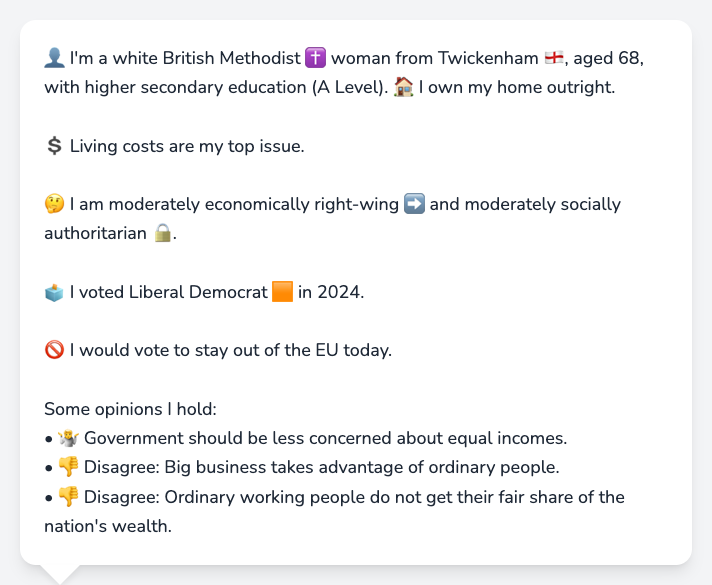 👤 I'm a white British Methodist ✝️ woman from Twickenham 🏴󠁧󠁢󠁥󠁮󠁧󠁿, aged 68,
with higher secondary education (A Level). 🏠 I own my home outright.
💲 Living costs are my top issue.
🤔 I am moderately economically right-wing ➡️ and moderately socially
authoritarian 🔒.
🗳️ I voted Liberal Democrat 🟧 in 2024.
🚫 I would vote to stay out of the EU today.
Some opinions I hold:
• 🤷 Government should be less concerned about equal incomes.
• 👎 Disagree: Big business takes advantage of ordinary people.
• 👎 Disagree: Ordinary working people do not get their fair share of the
nation's wealth.